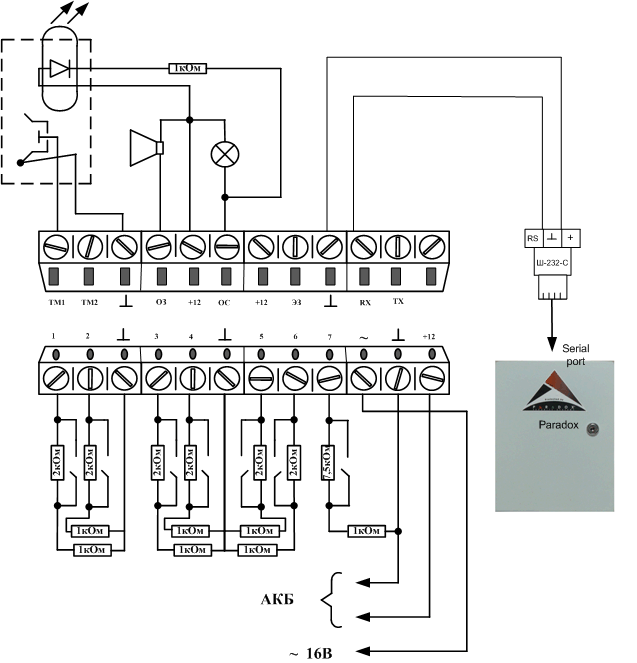 1кОм
RS ⊥ +
Ш-232-С
ТМ1 ТМ2 ⊥ ОЗ +12 ОС +12 ЭЗ ⊥ RX TX
1 2 ⊥ 3 4 ⊥ 5 6 7 ~ ⊥ +12
Serial
port
PARADOX
Paradox
2кОм 2кОм 2кОм 2кОм 2кОм 2кОм 7,5кОм
1кОм 1кОм 1кОм 1кОм
1кОм 1кОм 1кОм
АКБ
~ 16В